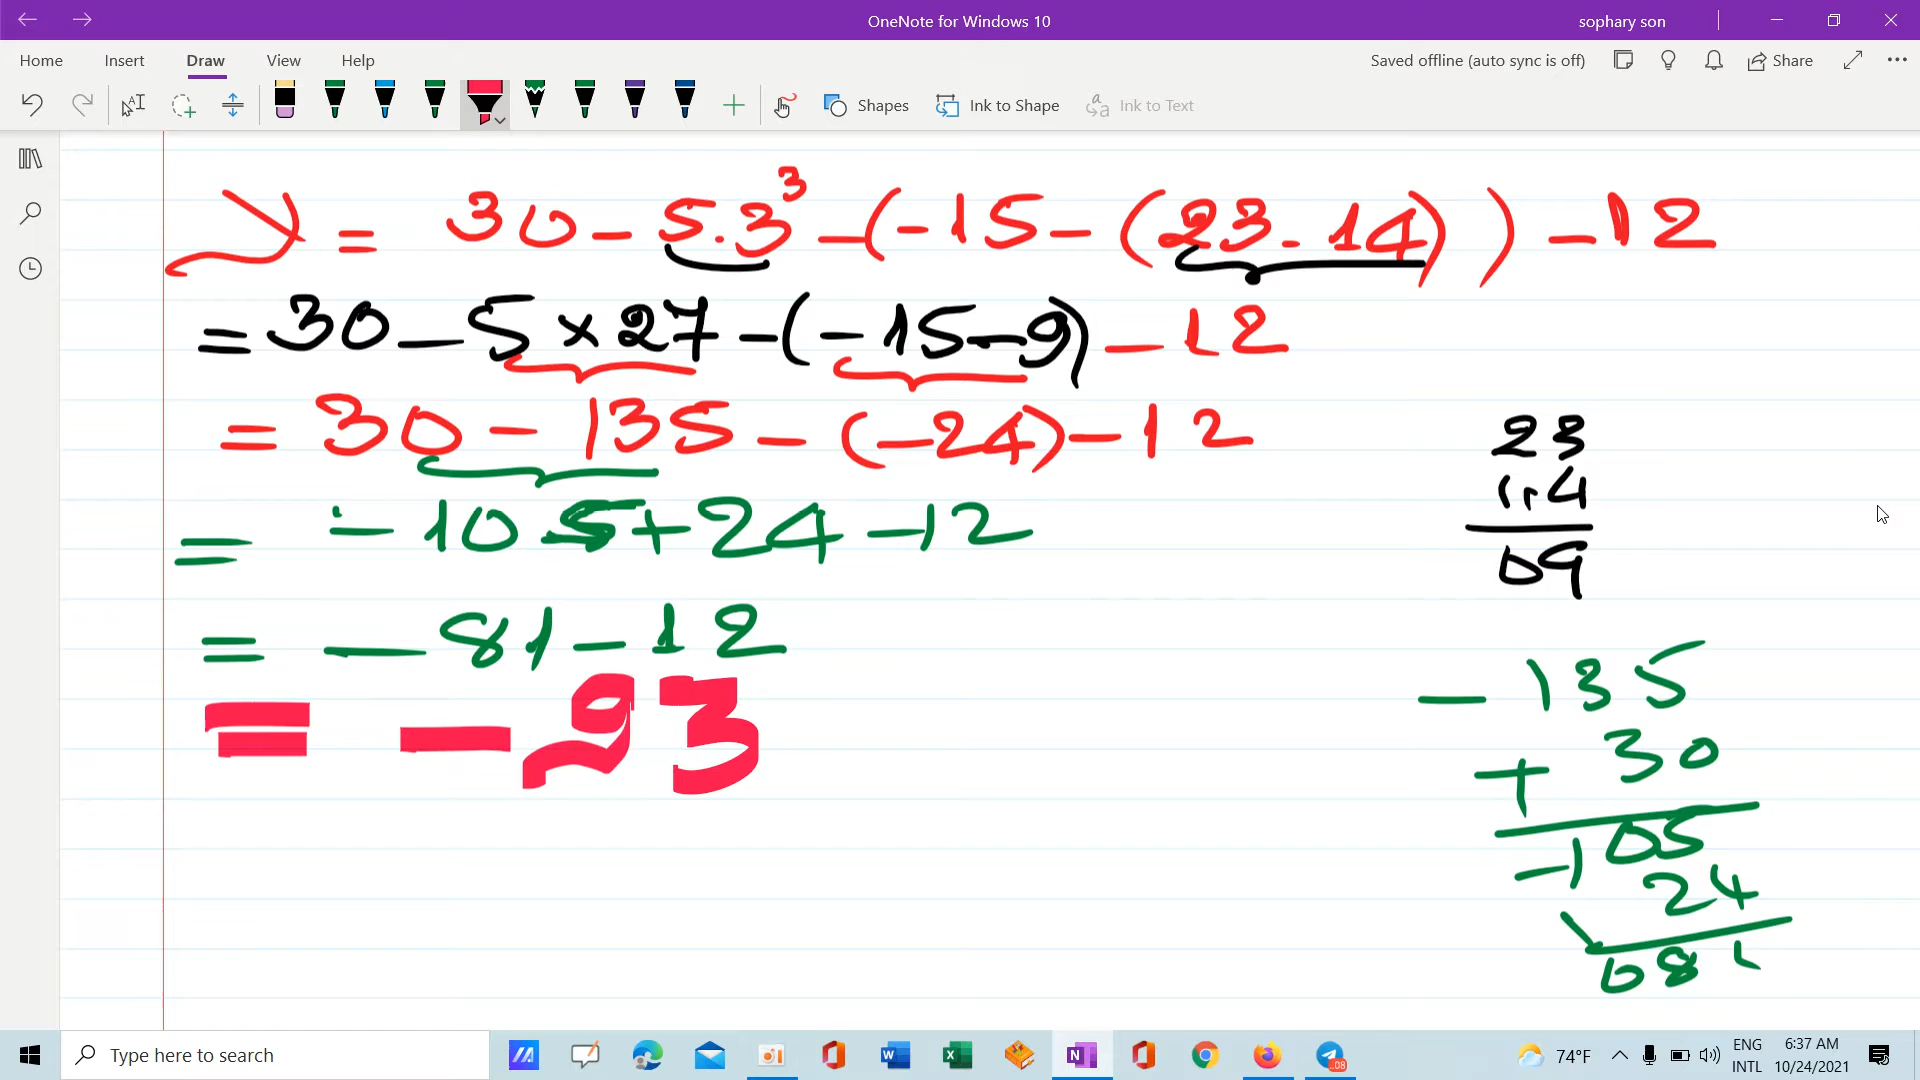 OneNote for Windows 10
sophary son
Home Insert Draw View Help
Saved offline (auto sync is off) Share
Shapes Ink to Shape Ink to Text
y = 30 - 5.3³ - (-15 - (23 - 14)) - 12
= 30 - 5 × 27 - (-15 - 9) - 12
= 30 - 135 - (-24) - 12
= -105 + 24 - 12
= -81 - 12
= -93
23
14
09
- 135
+ 30
-105
24
081
Type here to search
74°F
ENG
INTL
6:37 AM
10/24/2021